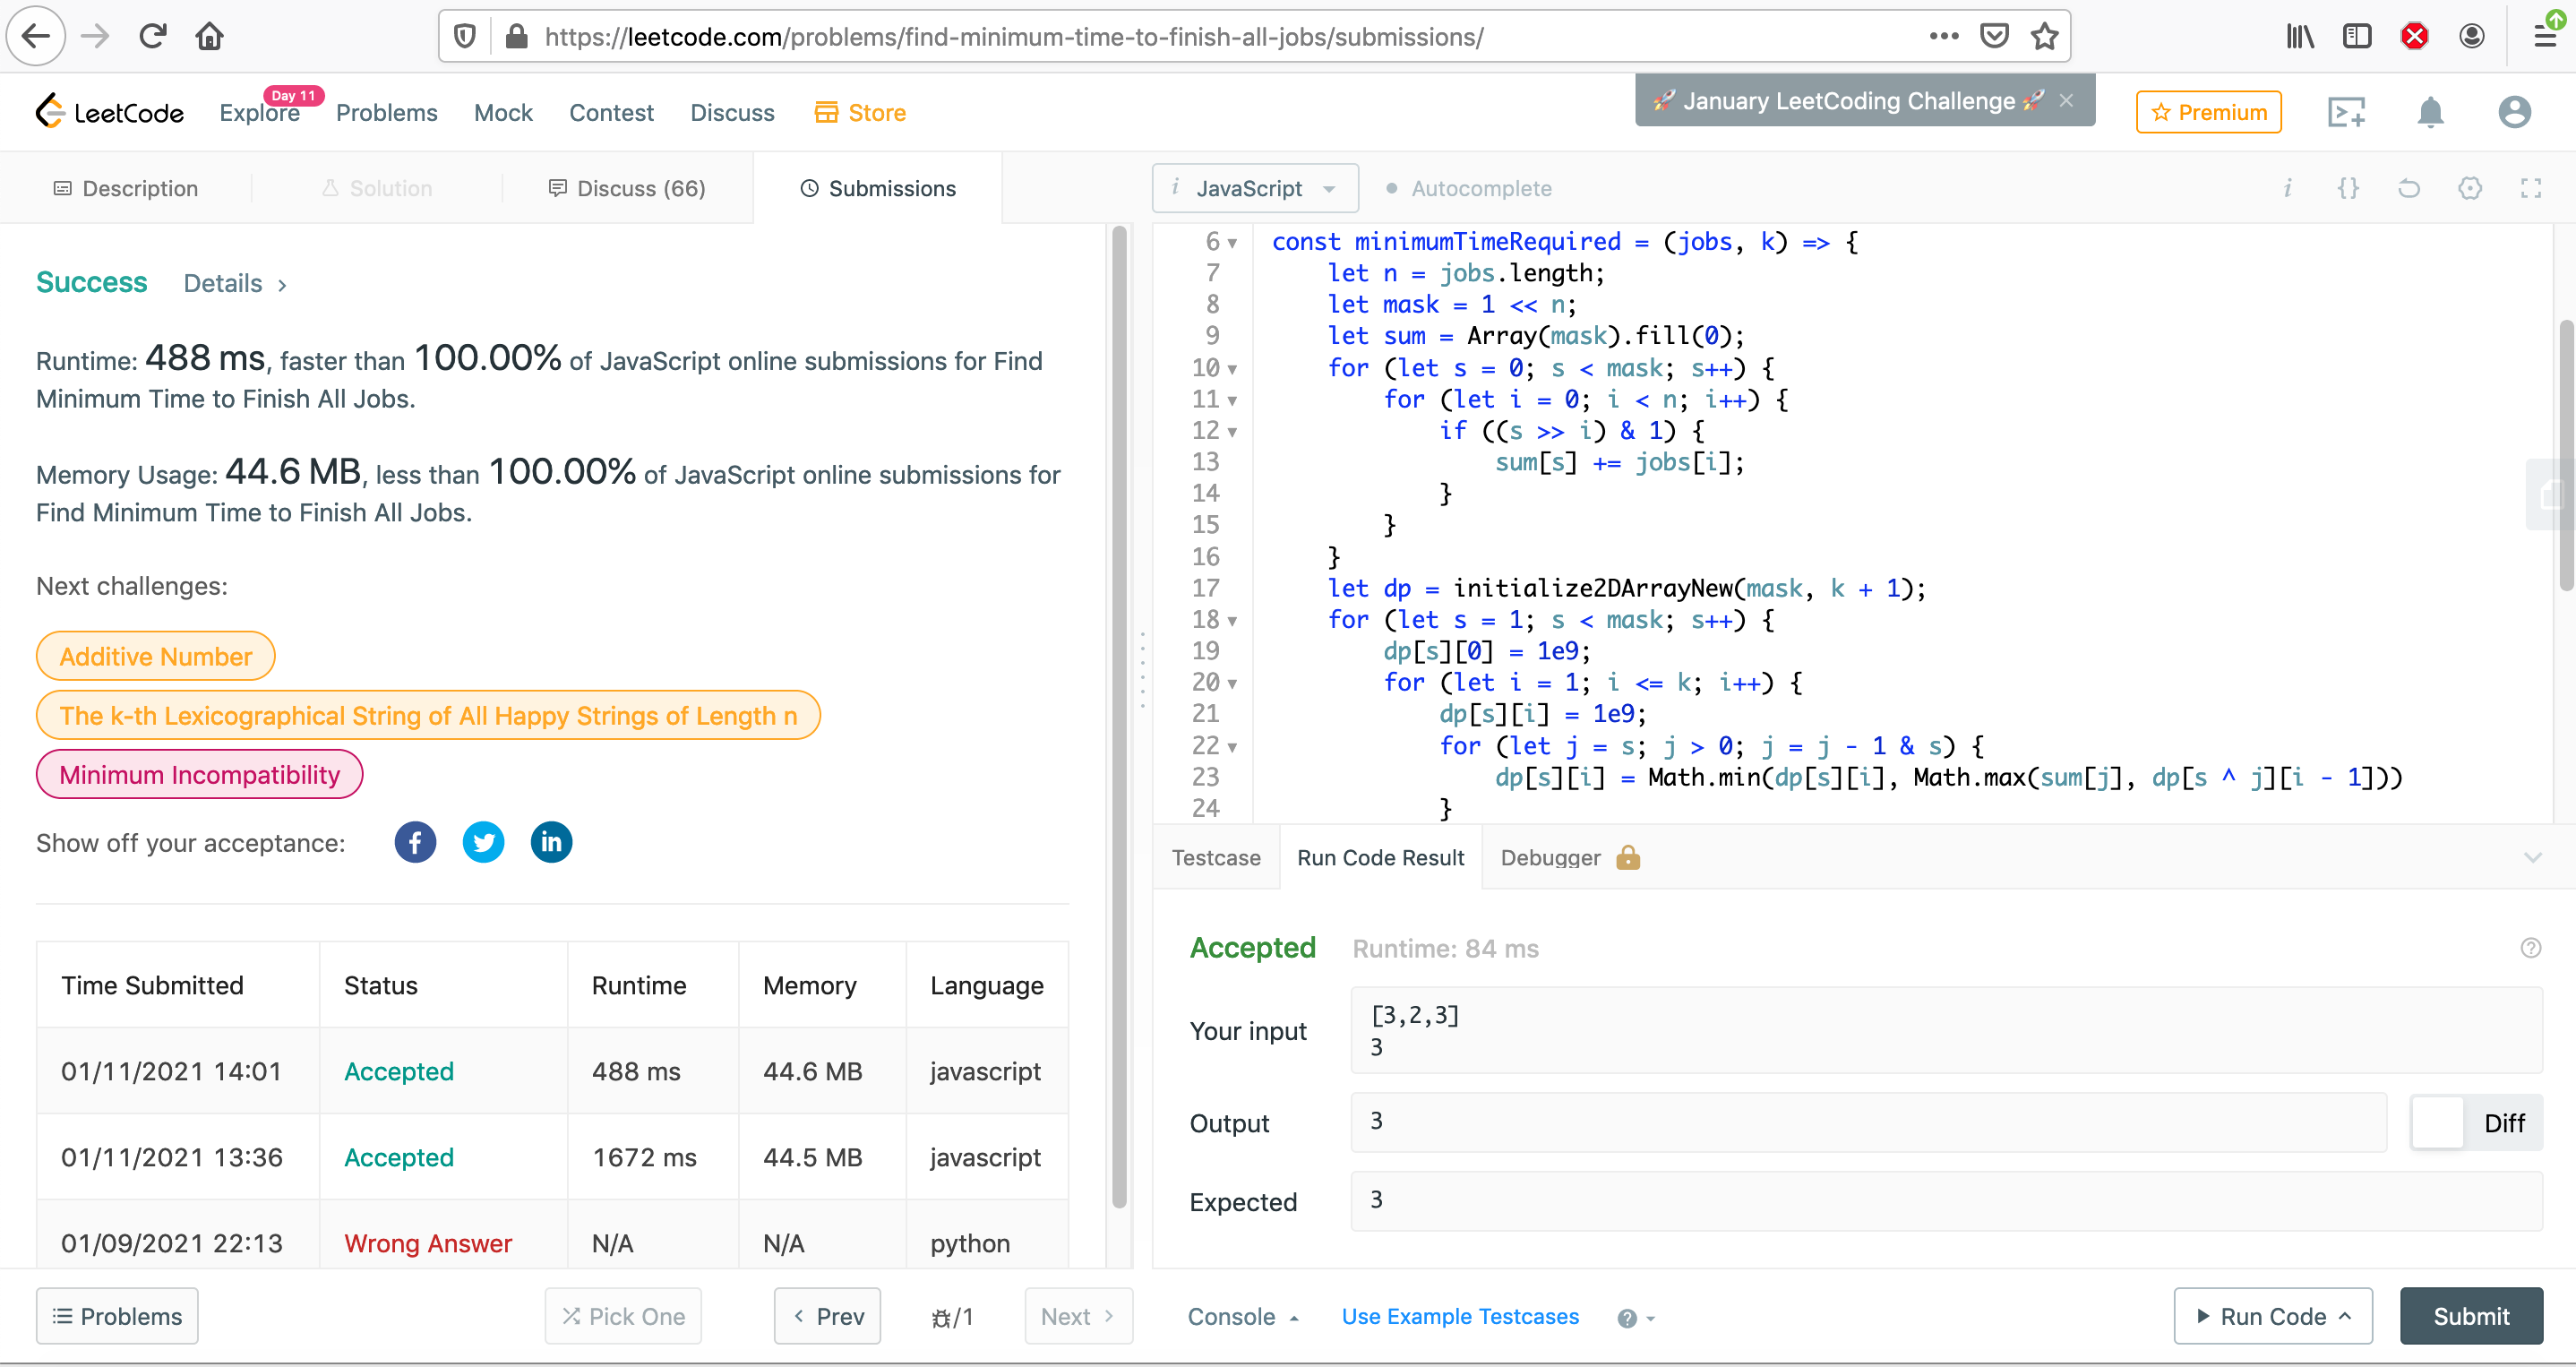 https://leetcode.com/problems/find-minimum-time-to-finish-all-jobs/submissions/
LeetCode
Explore
Day 11
Problems
Mock
Contest
Discuss
Store
🚀 January LeetCoding Challenge 🚀 ×
Premium
Description
Solution
Discuss (66)
Submissions
Success Details >
Runtime: 488 ms, faster than 100.00% of JavaScript online submissions for Find
Minimum Time to Finish All Jobs.
Memory Usage: 44.6 MB, less than 100.00% of JavaScript online submissions for
Find Minimum Time to Finish All Jobs.
Next challenges:
Additive Number
The k-th Lexicographical String of All Happy Strings of Length n
Minimum Incompatibility
Show off your acceptance:
Time Submitted Status Runtime Memory Language
01/11/2021 14:01 Accepted 488 ms 44.6 MB javascript
01/11/2021 13:36 Accepted 1672 ms 44.5 MB javascript
01/09/2021 22:13 Wrong Answer N/A N/A python
Problems
Pick One
< Prev
/1
Next >
i JavaScript
Autocomplete
i {}
6 const minimumTimeRequired = (jobs, k) => {
7 let n = jobs.length;
8 let mask = 1 << n;
9 let sum = Array(mask).fill(0);
10 for (let s = 0; s < mask; s++) {
11 for (let i = 0; i < n; i++) {
12 if ((s >> i) & 1) {
13 sum[s] += jobs[i];
14 }
15 }
16 }
17 let dp = initialize2DArrayNew(mask, k + 1);
18 for (let s = 1; s < mask; s++) {
19 dp[s][0] = 1e9;
20 for (let i = 1; i <= k; i++) {
21 dp[s][i] = 1e9;
22 for (let j = s; j > 0; j = j - 1 & s) {
23 dp[s][i] = Math.min(dp[s][i], Math.max(sum[j], dp[s ^ j][i - 1]))
24 }
Testcase
Run Code Result
Debugger
Accepted Runtime: 84 ms
Your input
[3,2,3]
3
Output
3
Diff
Expected
3
Console
Use Example Testcases
Run Code
Submit